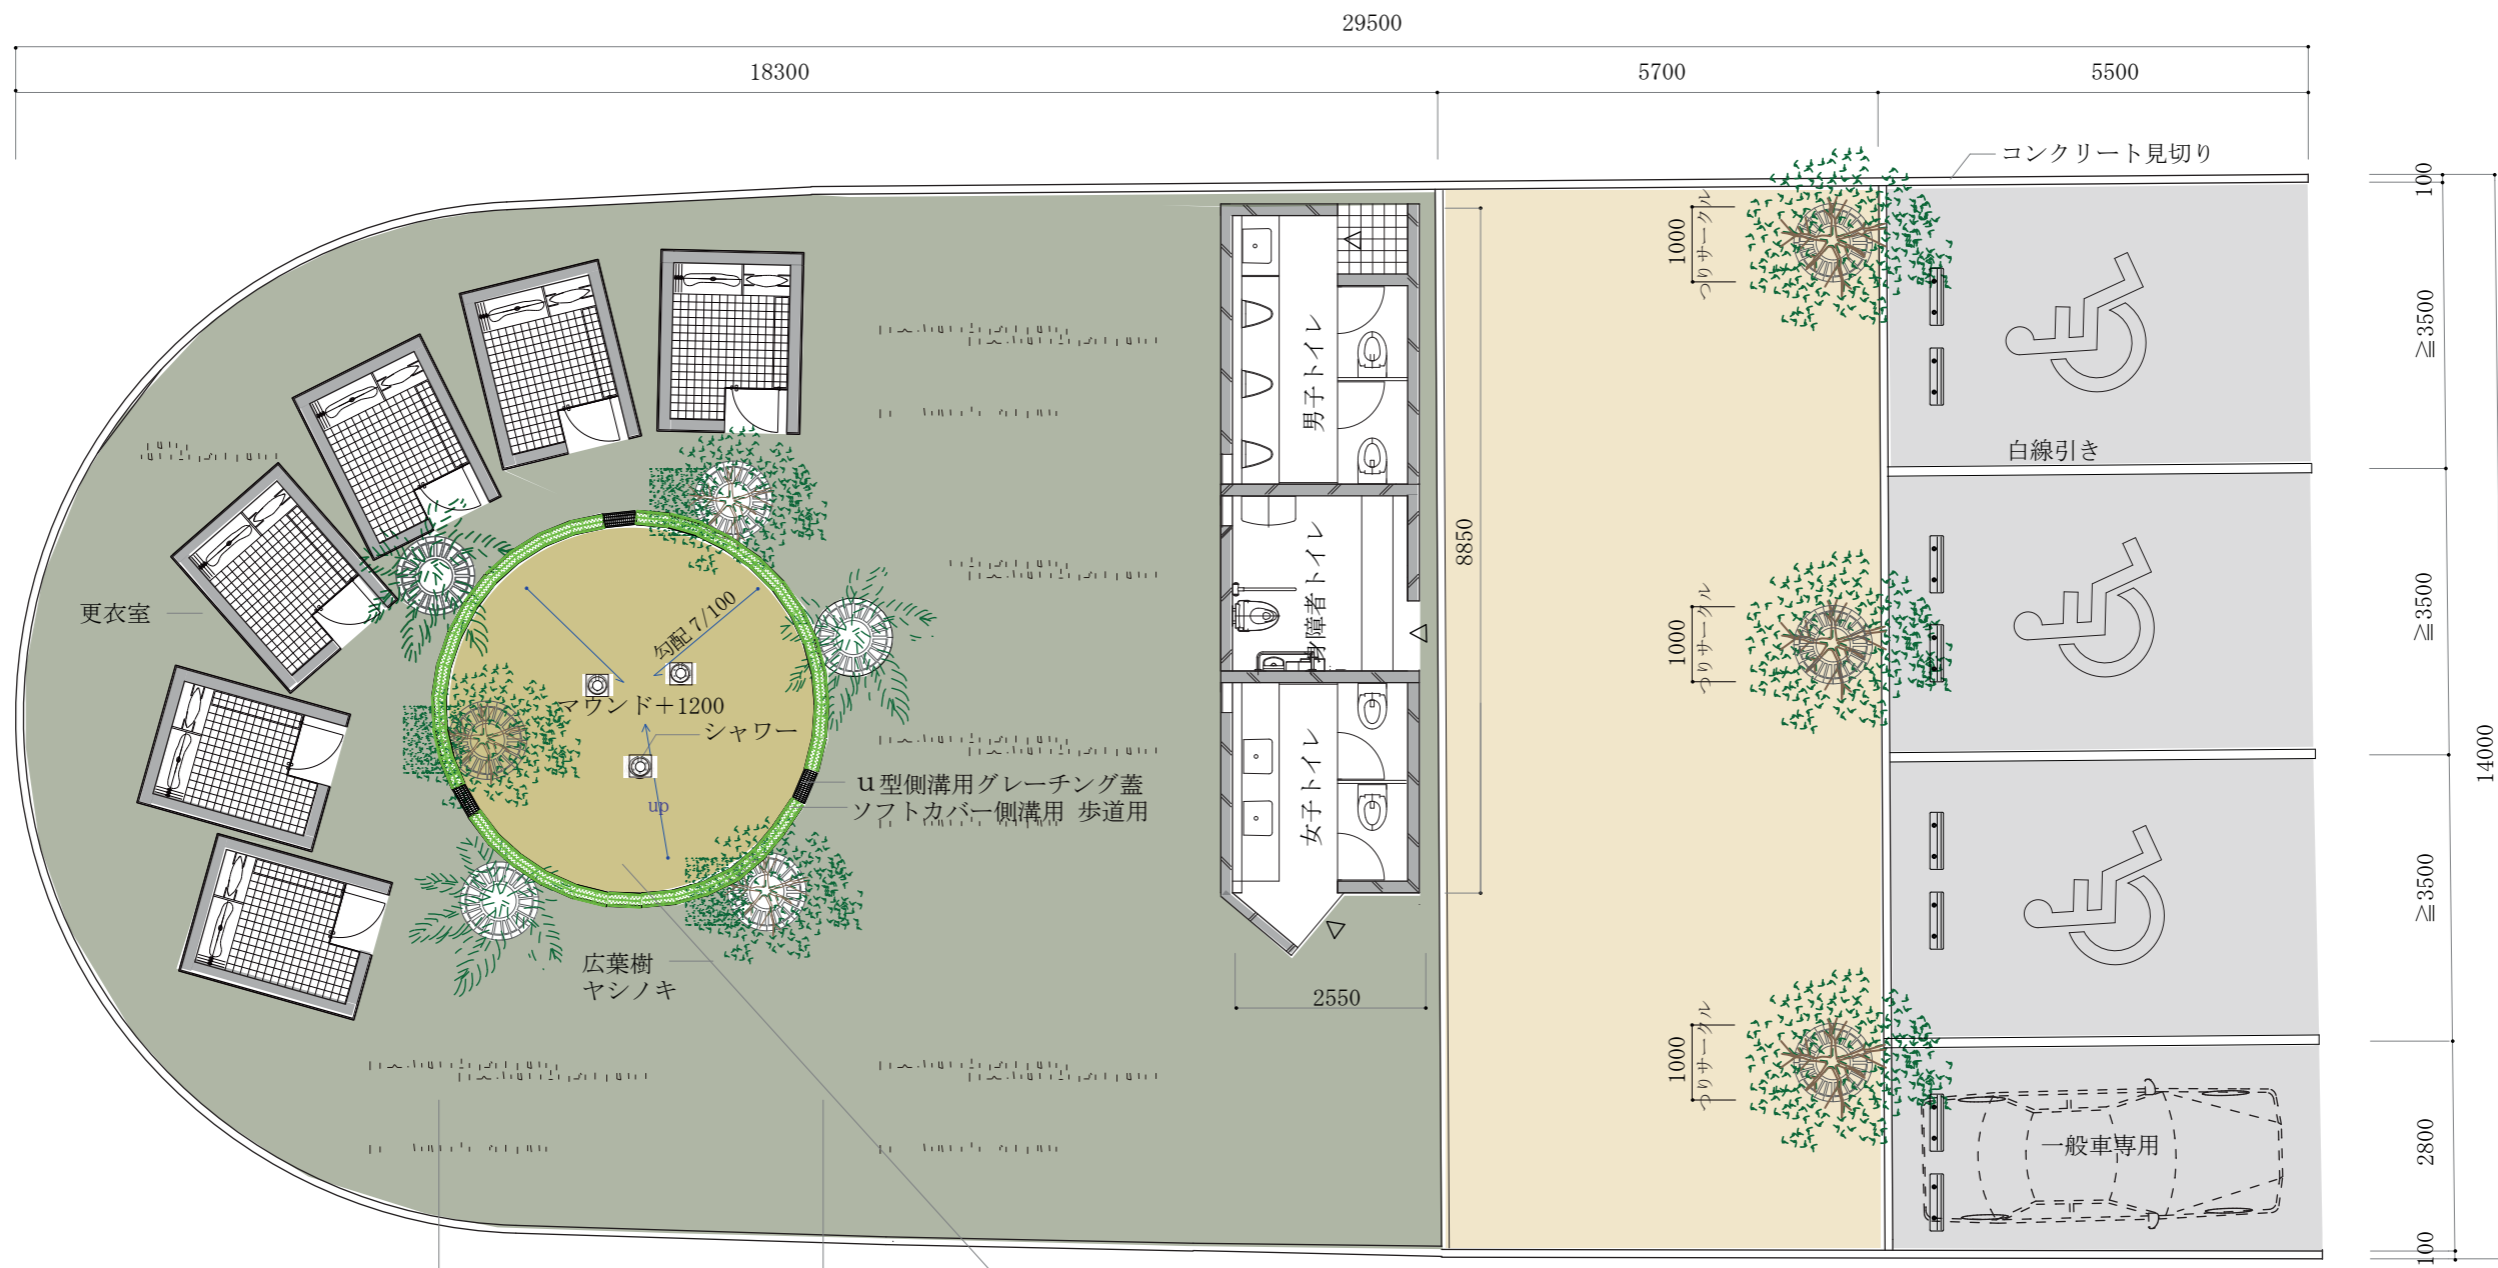 29500
18300
5700
5500
コンクリート見切り
100
1000
つりサークル
≧3500
男子トイレ
白線引き
8850
身障者トイレ
1000
つりサークル
≧3500
更衣室
勾配 7/100
マウンド＋1200
シャワー
14000
女子トイレ
u型側溝用グレーチング蓋
up
ソフトカバー側溝用 歩道用
≧3500
広葉樹
ヤシノキ
2550
1000
つりサークル
一般車専用
2800
100